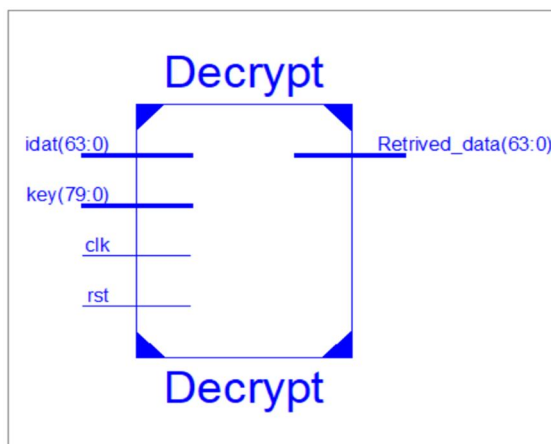 Decrypt
idat(63:0)
Retrived_data(63:0)
key(79:0)
clk
rst
Decrypt